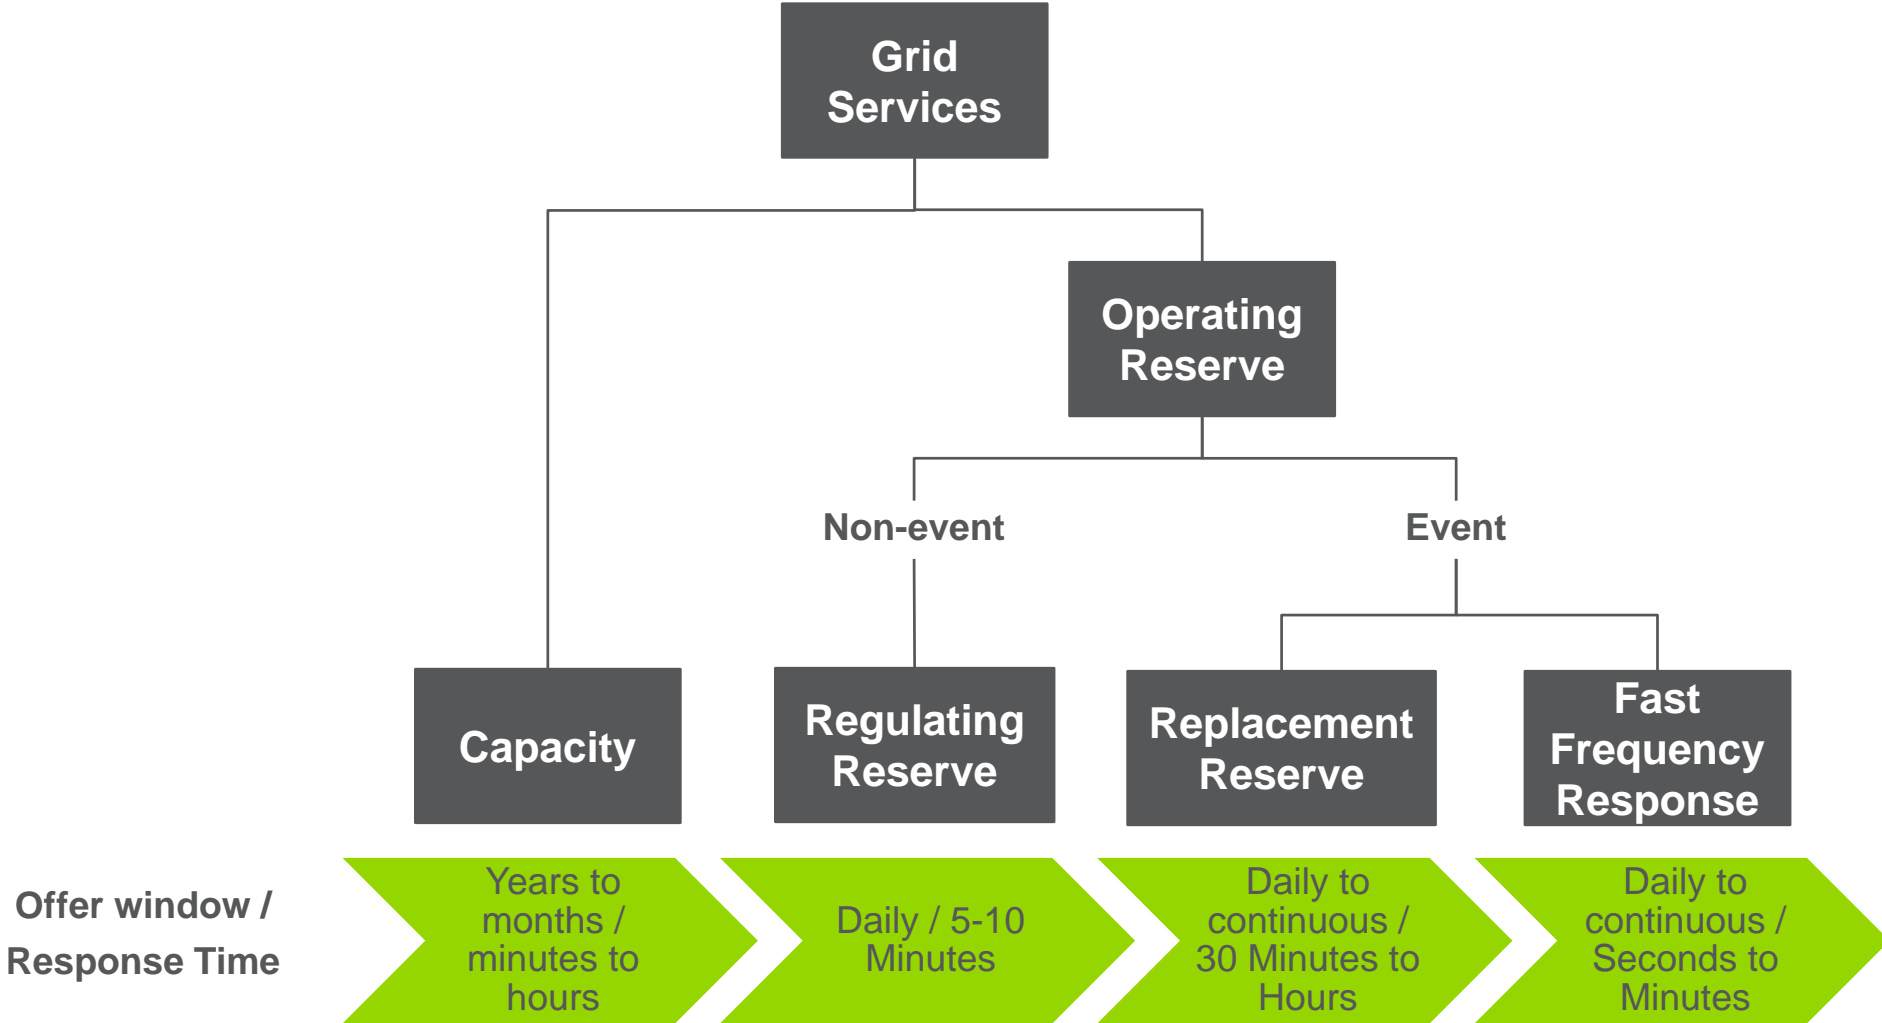 Grid
Services
Operating
Reserve
Non-event
Event
Capacity
Regulating
Reserve
Replacement
Reserve
Fast
Frequency
Response
Offer window /
Response Time
Years to
months /
minutes to
hours
Daily / 5-10
Minutes
Daily to
continuous /
30 Minutes to
Hours
Daily to
continuous /
Seconds to
Minutes